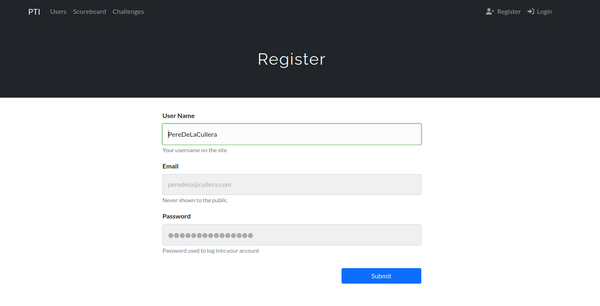 PTI Users Scoreboard Challenges Register Login
Register
User Name
PereDeLaCullera
Your username on the site
Email
peredela@cullera.com
Never shown to the public
Password
Password used to log into your account
Submit